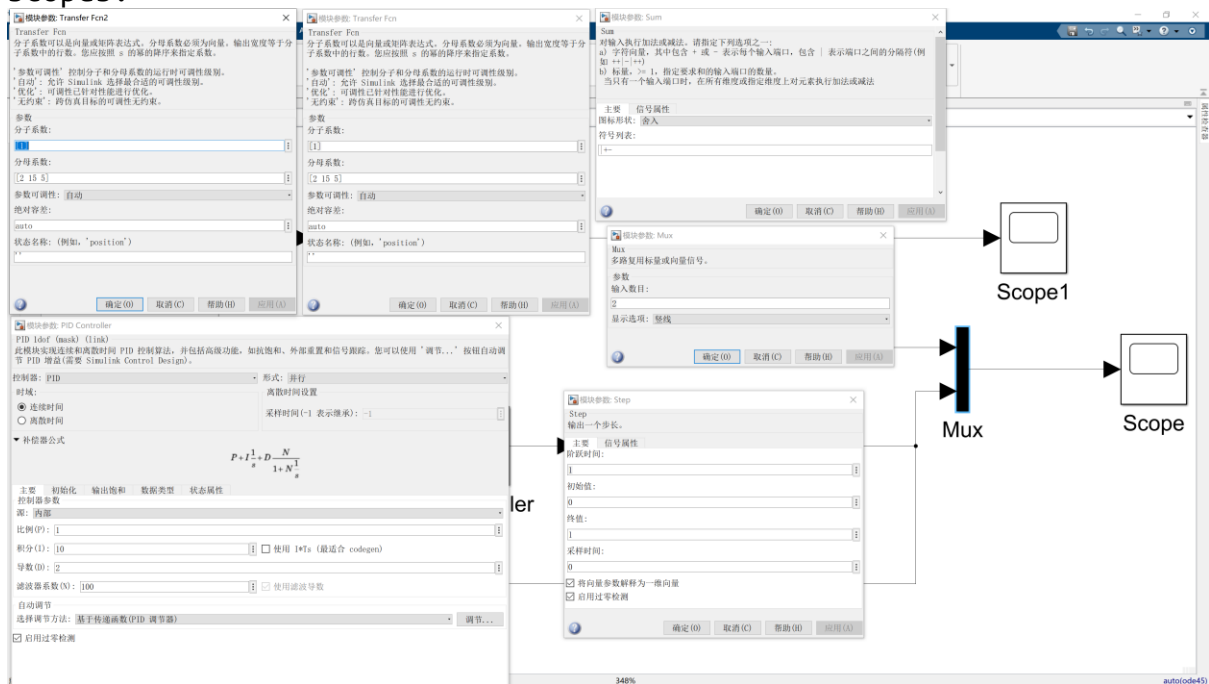 模块参数: Transfer Fcn2
Transfer Fcn
分子系数可以是向量或矩阵表达式。分母系数必须为向量。输出宽度等于分
子系数中的行数。您应按照 s 的幂的降序来指定系数。
'参数可调性' 控制分子和分母系数的运行时可调性级别。
'自动': 允许 Simulink 选择最合适的可调性级别。
'优化': 可调性已针对性能进行优化。
'无约束': 跨仿真目标的可调性无约束。
参数
分子系数:
[1]
分母系数:
[2 15 5]
参数可调性: 自动
绝对容差:
auto
状态名称: (例如, 'position')
''
确定(O) 取消(C) 帮助(H) 应用(A)
模块参数: Transfer Fcn
Transfer Fcn
分子系数可以是向量或矩阵表达式。分母系数必须为向量。输出宽度等于分
子系数中的行数。您应按照 s 的幂的降序来指定系数。
'参数可调性' 控制分子和分母系数的运行时可调性级别。
'自动': 允许 Simulink 选择最合适的可调性级别。
'优化': 可调性已针对性能进行优化。
'无约束': 跨仿真目标的可调性无约束。
参数
分子系数:
[1]
分母系数:
[2 15 5]
参数可调性: 自动
绝对容差:
auto
状态名称: (例如, 'position')
''
确定(O) 取消(C) 帮助(H) 应用(A)
模块参数: Sum
Sum
对输入执行加法或减法。请指定下列选项之一:
a) 字符向量，其中包含 + 或 - 表示每个输入端口，包含 | 表示端口之间的分隔符(例
如 ++|-|++)
b) 标量，>= 1，指定要求和的输入端口的数量。
当只有一个输入端口时，在所有维度或指定维度上对元素执行加法或减法
主要 信号属性
图标形状: 舍入
符号列表:
|+-
确定(O) 取消(C) 帮助(H) 应用(A)
属性检查器
模块参数: Mux
Mux
多路复用标量或向量信号。
参数
输入数目:
2
显示选项: 竖线
确定(O) 取消(C) 帮助(H) 应用(A)
Scope1
模块参数: PID Controller
PID 1dof (mask) (link)
此模块实现连续和离散时间 PID 控制算法，并包括高级功能，如抗饱和、外部重置和信号跟踪。您可以使用 '调节...' 按钮自动调
节 PID 增益(需要 Simulink Control Design)。
控制器: PID 形式: 并行
时域:
连续时间
离散时间
离散时间设置
采样时间(-1 表示继承): -1
补偿器公式
P+I 1/s +D N/(1+N 1/s)
主要 初始化 输出饱和 数据类型 状态属性
控制器参数
源: 内部
比例(P): 1
积分(I): 10 使用 I*Ts (最适合 codegen)
导数(D): 2
滤波器系数(N): 100 使用滤波导数
自动调节
选择调节方法: 基于传递函数(PID 调节器) 调节...
启用过零检测
ler
模块参数: Step
Step
输出一个步长。
主要 信号属性
阶跃时间:
1
初始值:
0
终值:
1
采样时间:
0
将向量参数解释为一维向量
启用过零检测
确定(O) 取消(C) 帮助(H) 应用(A)
Mux
Scope
348%
auto(ode45)